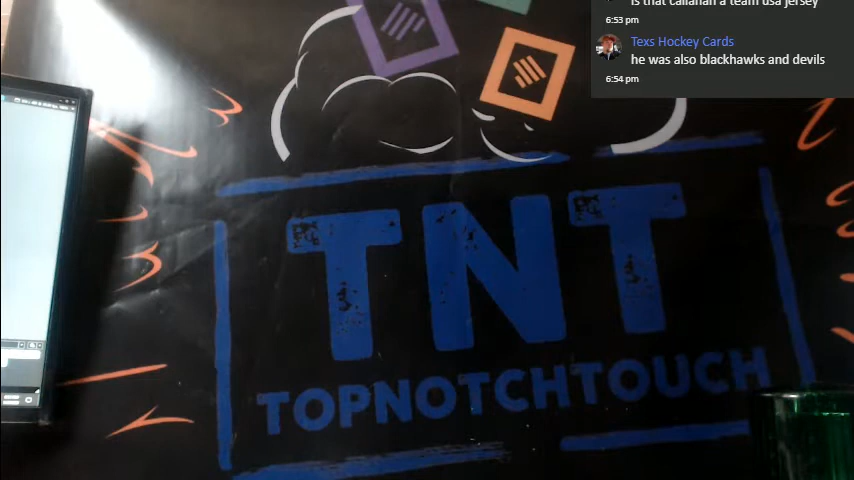 is that callahan a team usa jersey
6:53 pm
Texs Hockey Cards
he was also blackhawks and devils
6:54 pm
TNT
TOPNOTCHTOUCH